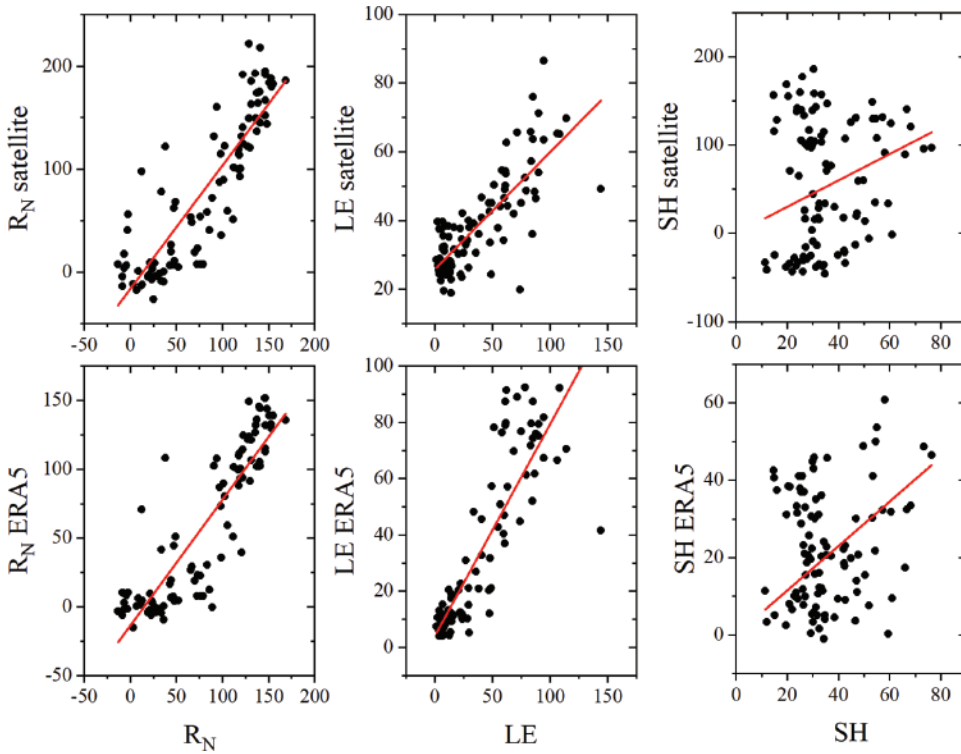 R_N satellite
200
100
0
-50 0 50 100 150 200
LE satellite
100
80
60
40
20
0 50 100 150
SH satellite
200
100
0
-100
0 20 40 60 80
R_N ERA5
150
100
50
0
-50
-50 0 50 100 150 200
R_N
LE ERA5
100
80
60
40
20
0
0 50 100 150
LE
SH ERA5
60
40
20
0
0 20 40 60 80
SH